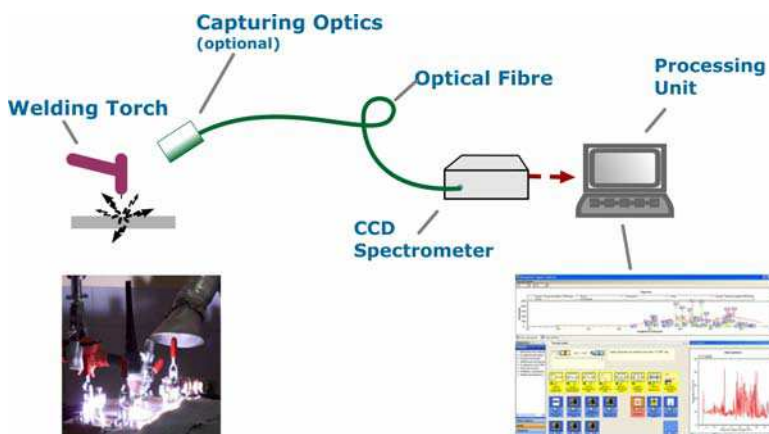 Capturing Optics
(optional)
Optical Fibre
Processing
Unit
Welding Torch
CCD
Spectrometer